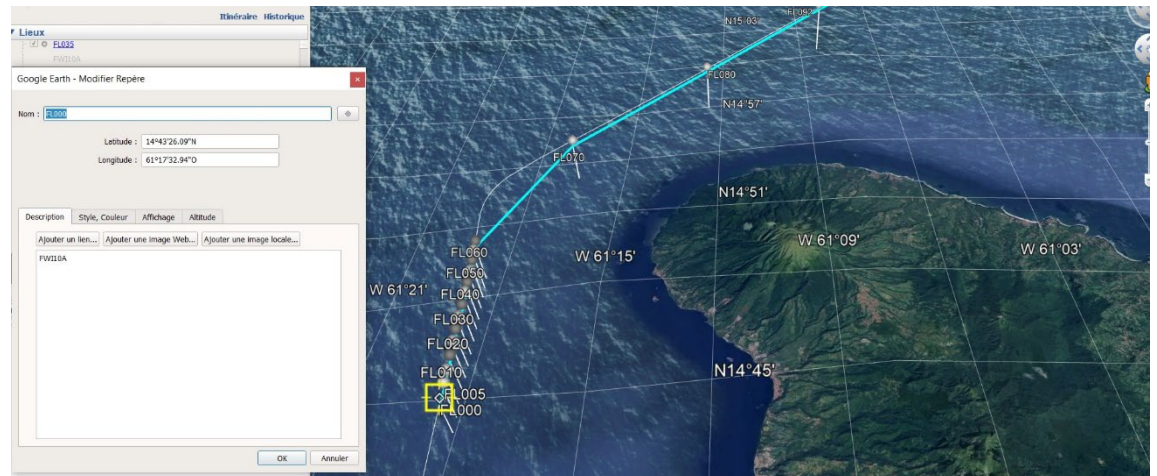 Itinéraire Historique
▼ Lieux
FL035
FWI10A
Google Earth - Modifier Repère
Nom : FL000
Latitude : 14°43'26.09"N
Longitude : 61°17'32.94"O
Description Style, Couleur Affichage Altitude
Ajouter un lien... Ajouter une image Web... Ajouter une image locale...
FWI10A
OK Annuler
N15°03'
FL092
FL080
N14°57'
FL070
N14°51'
FL060
W 61°15'
W 61°09'
W 61°03'
FL050
W 61°21'
FL040
FL030
FL020
FL010
N14°45'
FL005
FL000